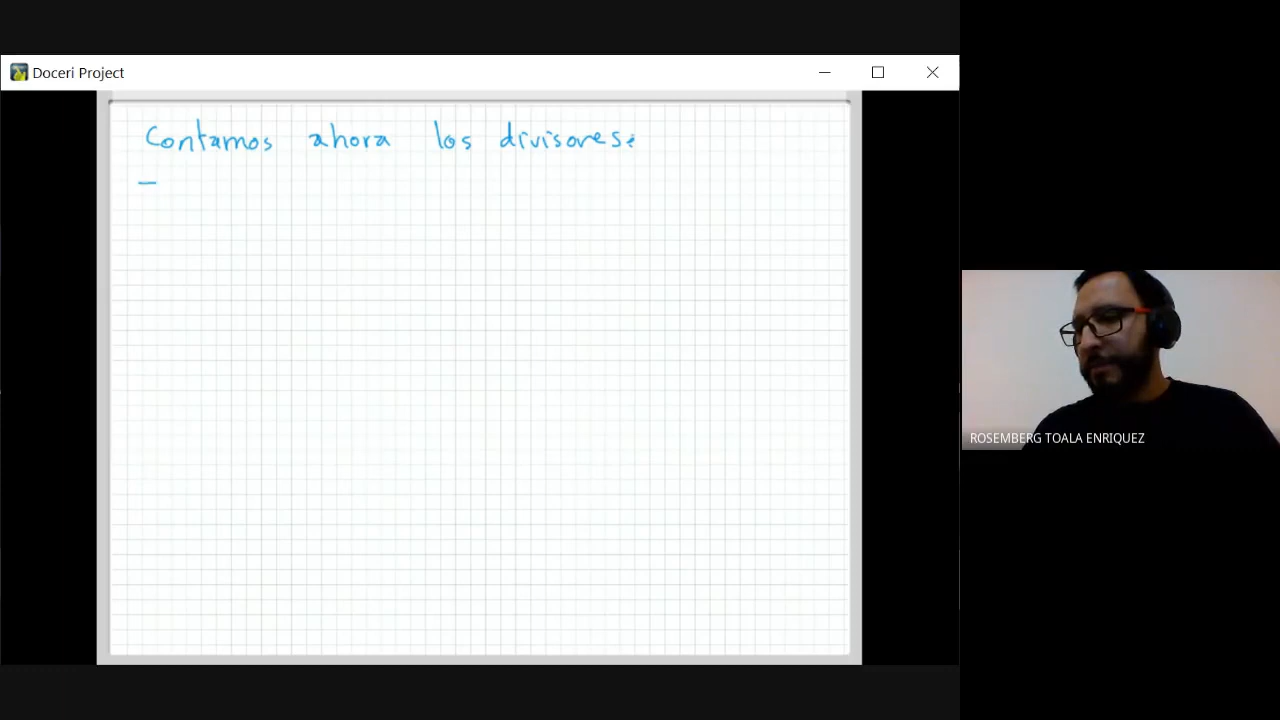 Doceri Project
Contamos ahora los divisores:
–
ROSEMBERG TOALA ENRIQUEZ